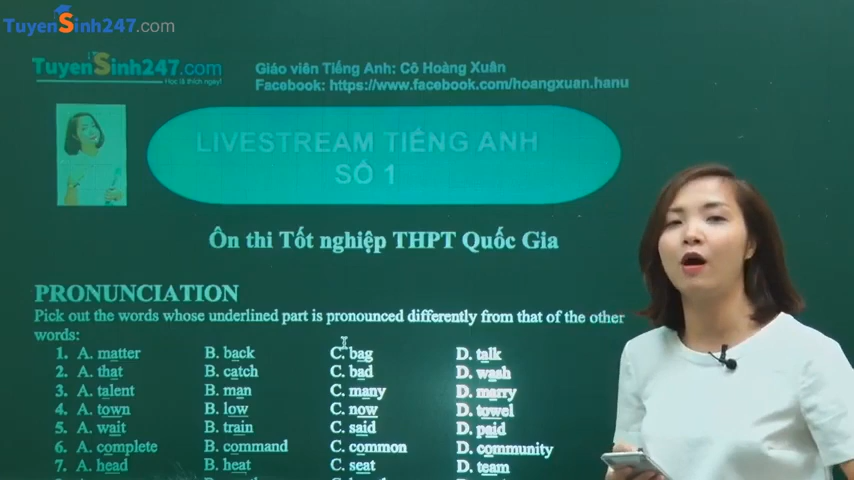 TuyenSinh247.com
TuyenSinh247.com
Học là thích ngay!
Giáo viên Tiếng Anh: Cô Hoàng Xuân
Facebook: https://www.facebook.com/hoangxuan.hanu
LIVESTREAM TIẾNG ANH
SỐ 1
Ôn thi Tốt nghiệp THPT Quốc Gia
PRONUNCIATION
Pick out the words whose underlined part is pronounced differently from that of the other
words:
1. A. matter B. back C. bag D. talk
2. A. that B. catch C. bad D. wash
3. A. talent B. man C. many D. marry
4. A. town B. low C. now D. towel
5. A. wait B. train C. said D. paid
6. A. complete B. command C. common D. community
7. A. head B. heat C. seat D. team